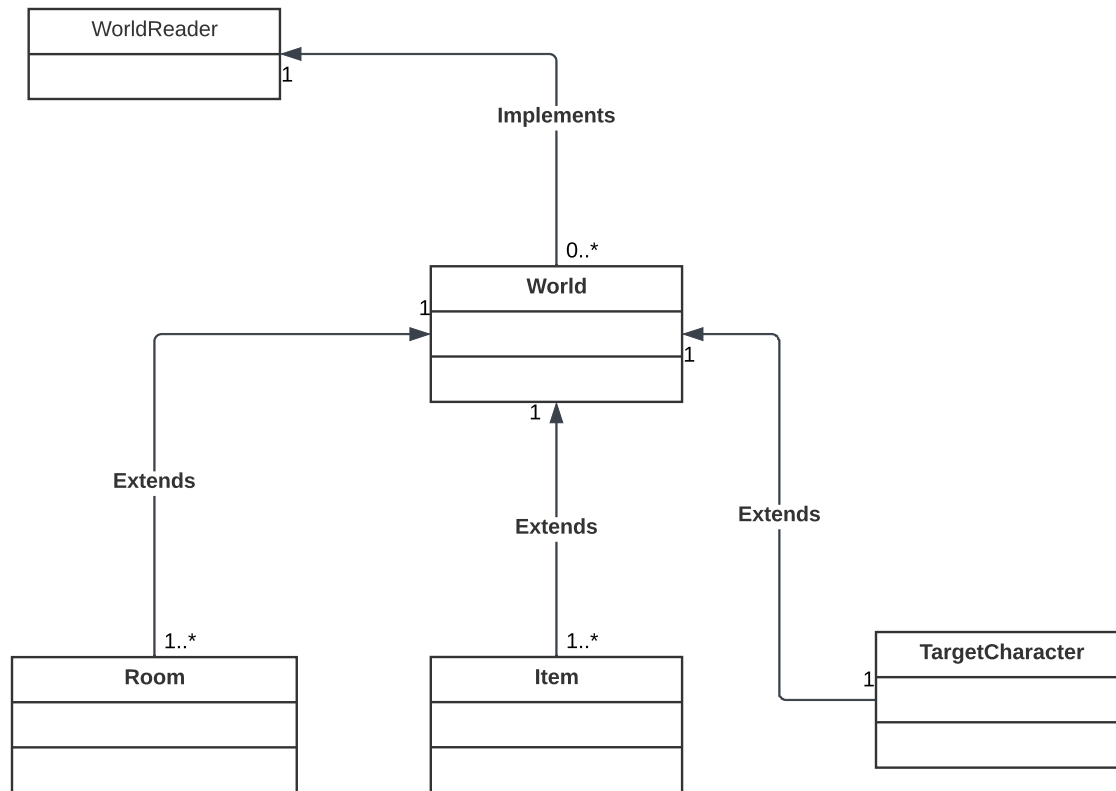 WorldReader
1
Implements
0..*
World
1
1
1
Extends
Extends
Extends
1..*
1..*
TargetCharacter
Room
Item
1